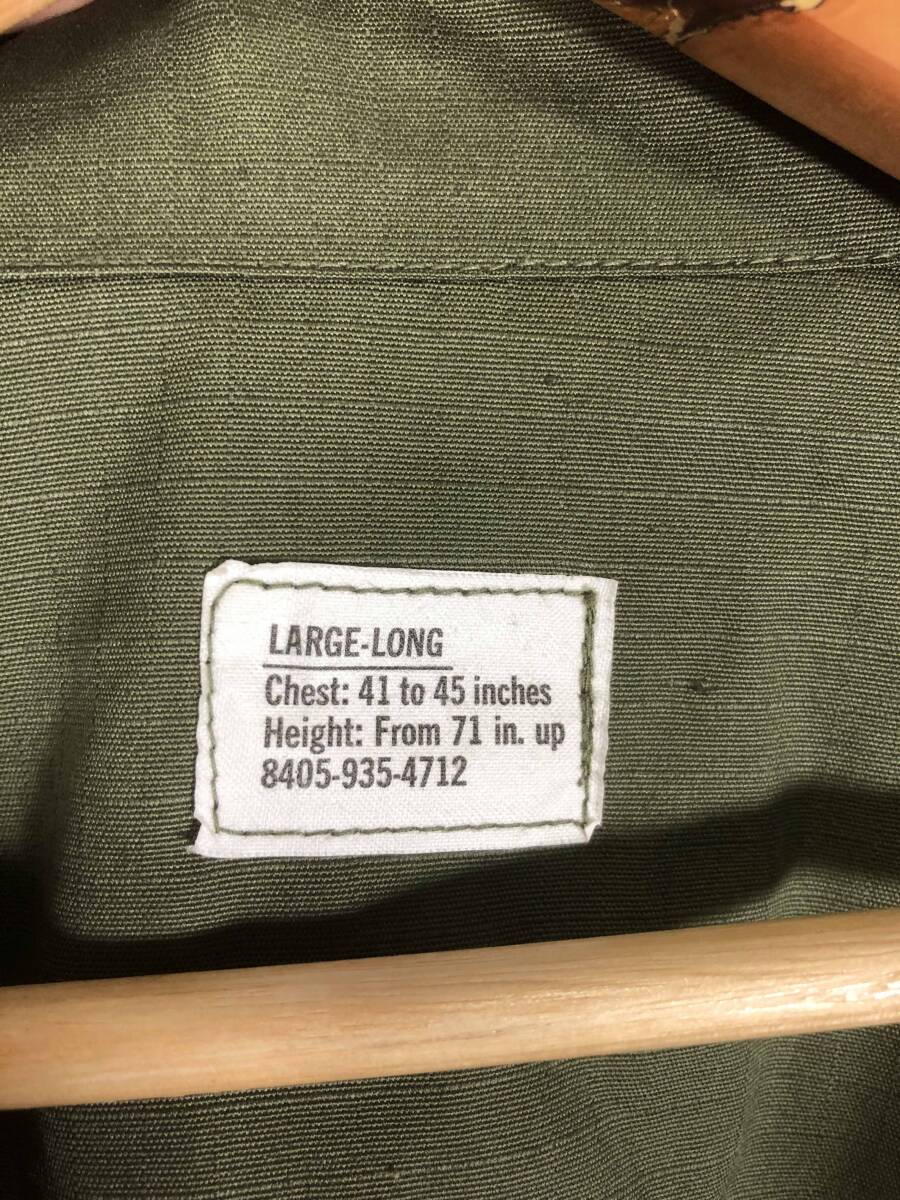 LARGE-LONG
Chest: 41 to 45 inches
Height: From 71 in. up
8405-935-4712